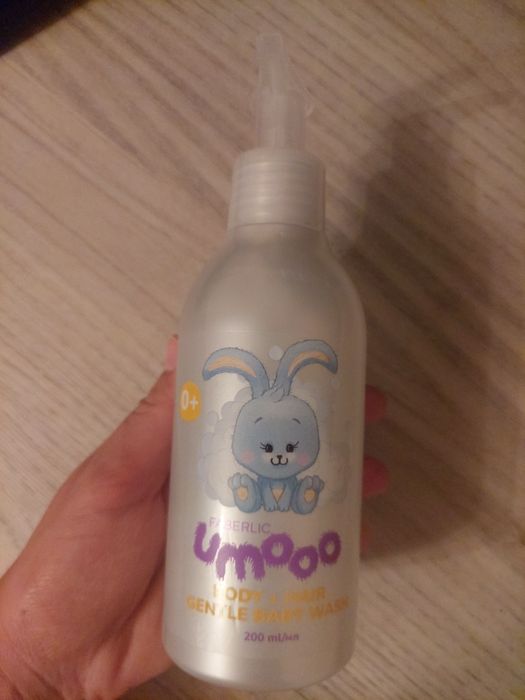 0+
FABERLIC
umooo
BODY + HAIR
GENTLE BABY WASH
200 ml/мл